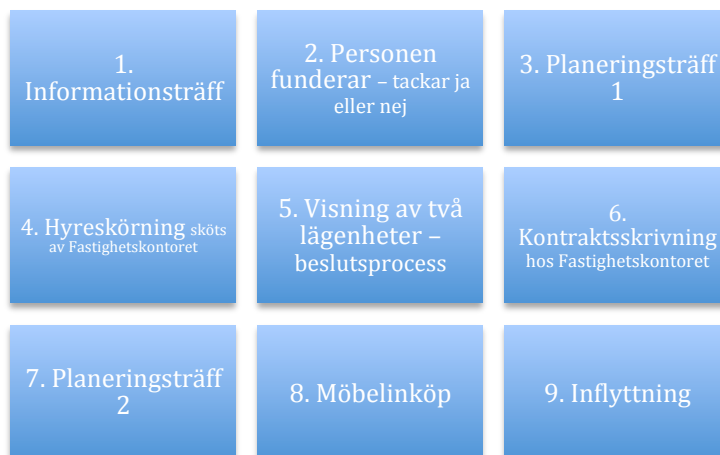 1.
Informationsträff
2. Personen
funderar – tackar ja
eller nej
3. Planeringsträff
1
4. Hyreskörning sköts
av Fastighetskontoret
5. Visning av två
lägenheter –
beslutsprocess
6.
Kontraktsskrivning
hos Fastighetskontoret
7. Planeringsträff
2
8. Möbelinköp
9. Inflyttning